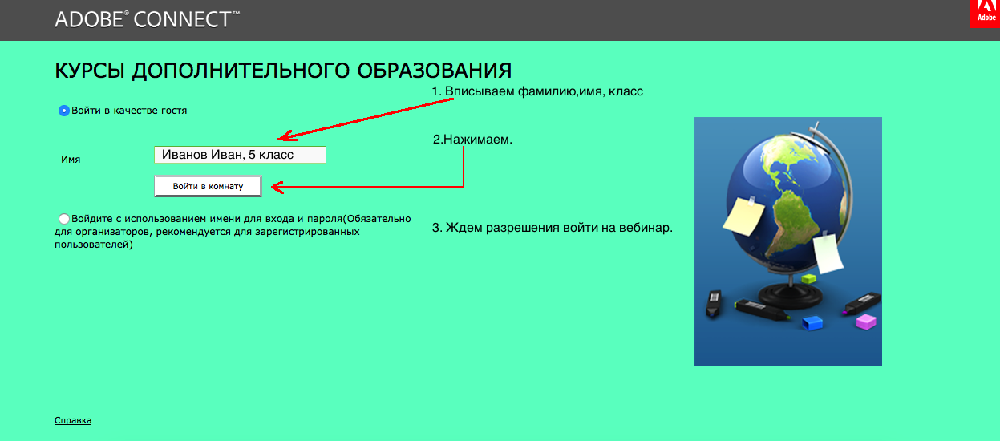 ADOBE® CONNECT™
Adobe
КУРСЫ ДОПОЛНИТЕЛЬНОГО ОБРАЗОВАНИЯ
1. Вписываем фамилию,имя, класс
Войти в качестве гостя
2.Нажимаем.
Имя
Иванов Иван, 5 класс
Войти в комнату
Войдите с использованием имени для входа и пароля(Обязательно
для организаторов, рекомендуется для зарегистрированных
пользователей)
3. Ждем разрешения войти на вебинар.
Справка